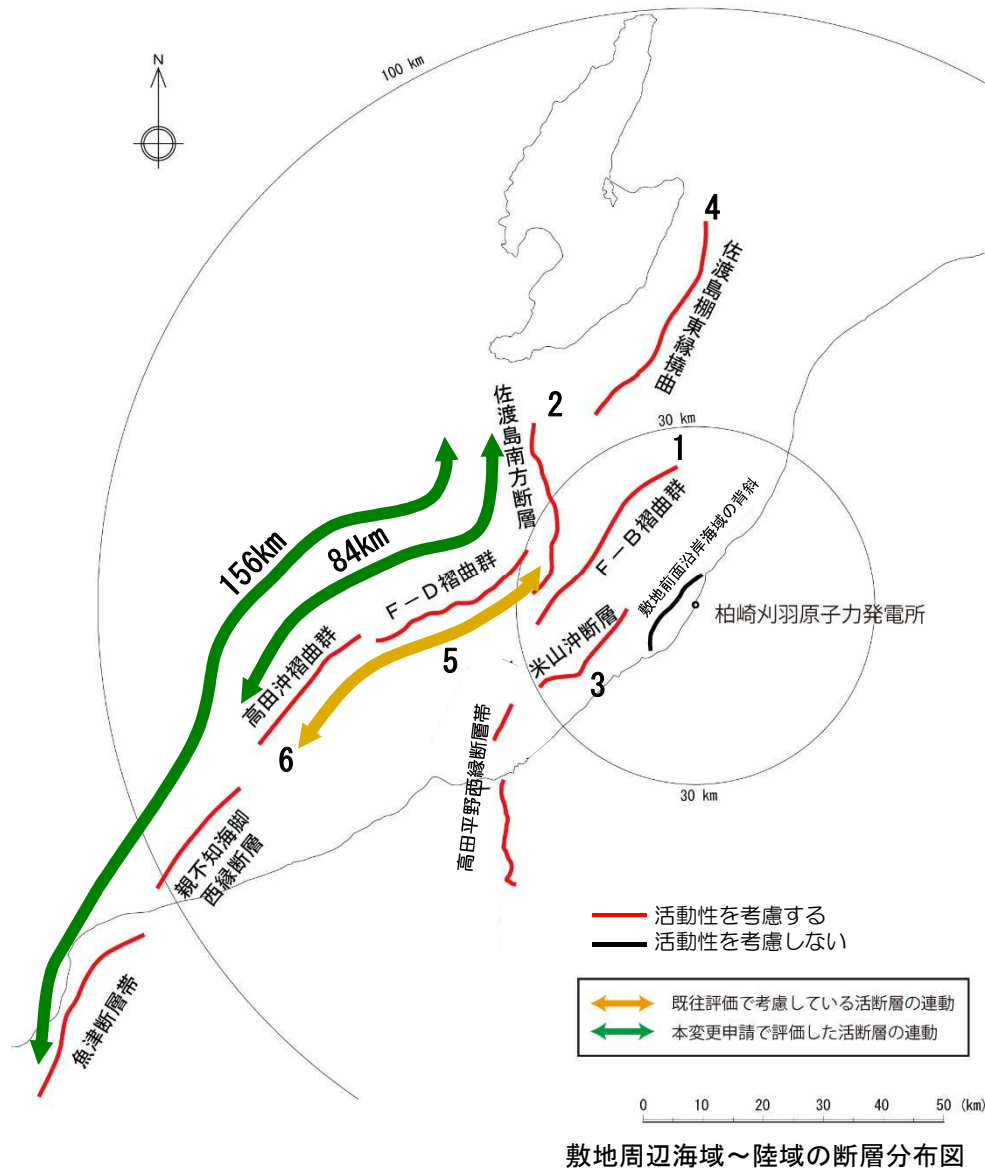 N
100 km
4
佐渡島棚東縁撓曲
佐渡島南方断層
2
30 km
1
F－B褶曲群
敷地前面沿岸海域の背斜
156km
84km
F－D褶曲群
柏崎刈羽原子力発電所
高田沖褶曲群
5
米山沖断層
3
6
高田平野西縁断層帯
30 km
親不知海脚
西縁断層
魚津断層帯
活動性を考慮する
活動性を考慮しない
既往評価で考慮している活断層の連動
本変更申請で評価した活断層の連動
0 10 20 30 40 50 (km)
敷地周辺海域～陸域の断層分布図